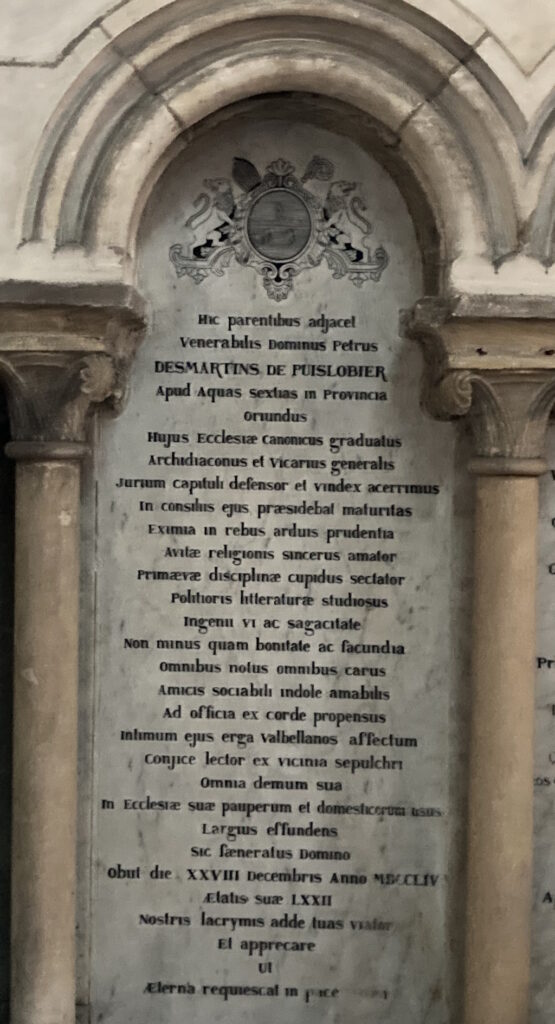 Hic parentibus adjacet
Venerabilis Dominus Petrus
DESMARTINS DE PUISLOBIER
Apud Aquas sextias in Provincia
oriundus
Hujus Ecclesiæ canonicus graduatus
Archidiaconus et Vicarius generalis
Jurium capituli defensor et vindex acerrimus
In consiliis ejus præsidebat maturitas
Eximia in rebus arduis prudentia
Avitæ religionis sincerus amator
Primævæ disciplinæ cupidus sectator
Politioris litteraturæ studiosus
Ingenii vi ac sagacitate
Non minus quam bonitate ac facundia
Omnibus notus omnibus carus
Amicis sociabili indole amabilis
Ad officia ex corde propensus
Intimum ejus erga Valbellanos affectum
Conjice lector ex vicinia sepulchri
Omnia demum sua
In Ecclesiæ suæ pauperum et domesticorum usus
Largius effundens
Sic fæneratus Domino
Obiit die XXVIII Decembris Anno MDCCLIV
Ætatis suæ LXXII
Nostris lacrymis adde tuas viator
Et apprecare
Ut
Æterna requiescat in pace